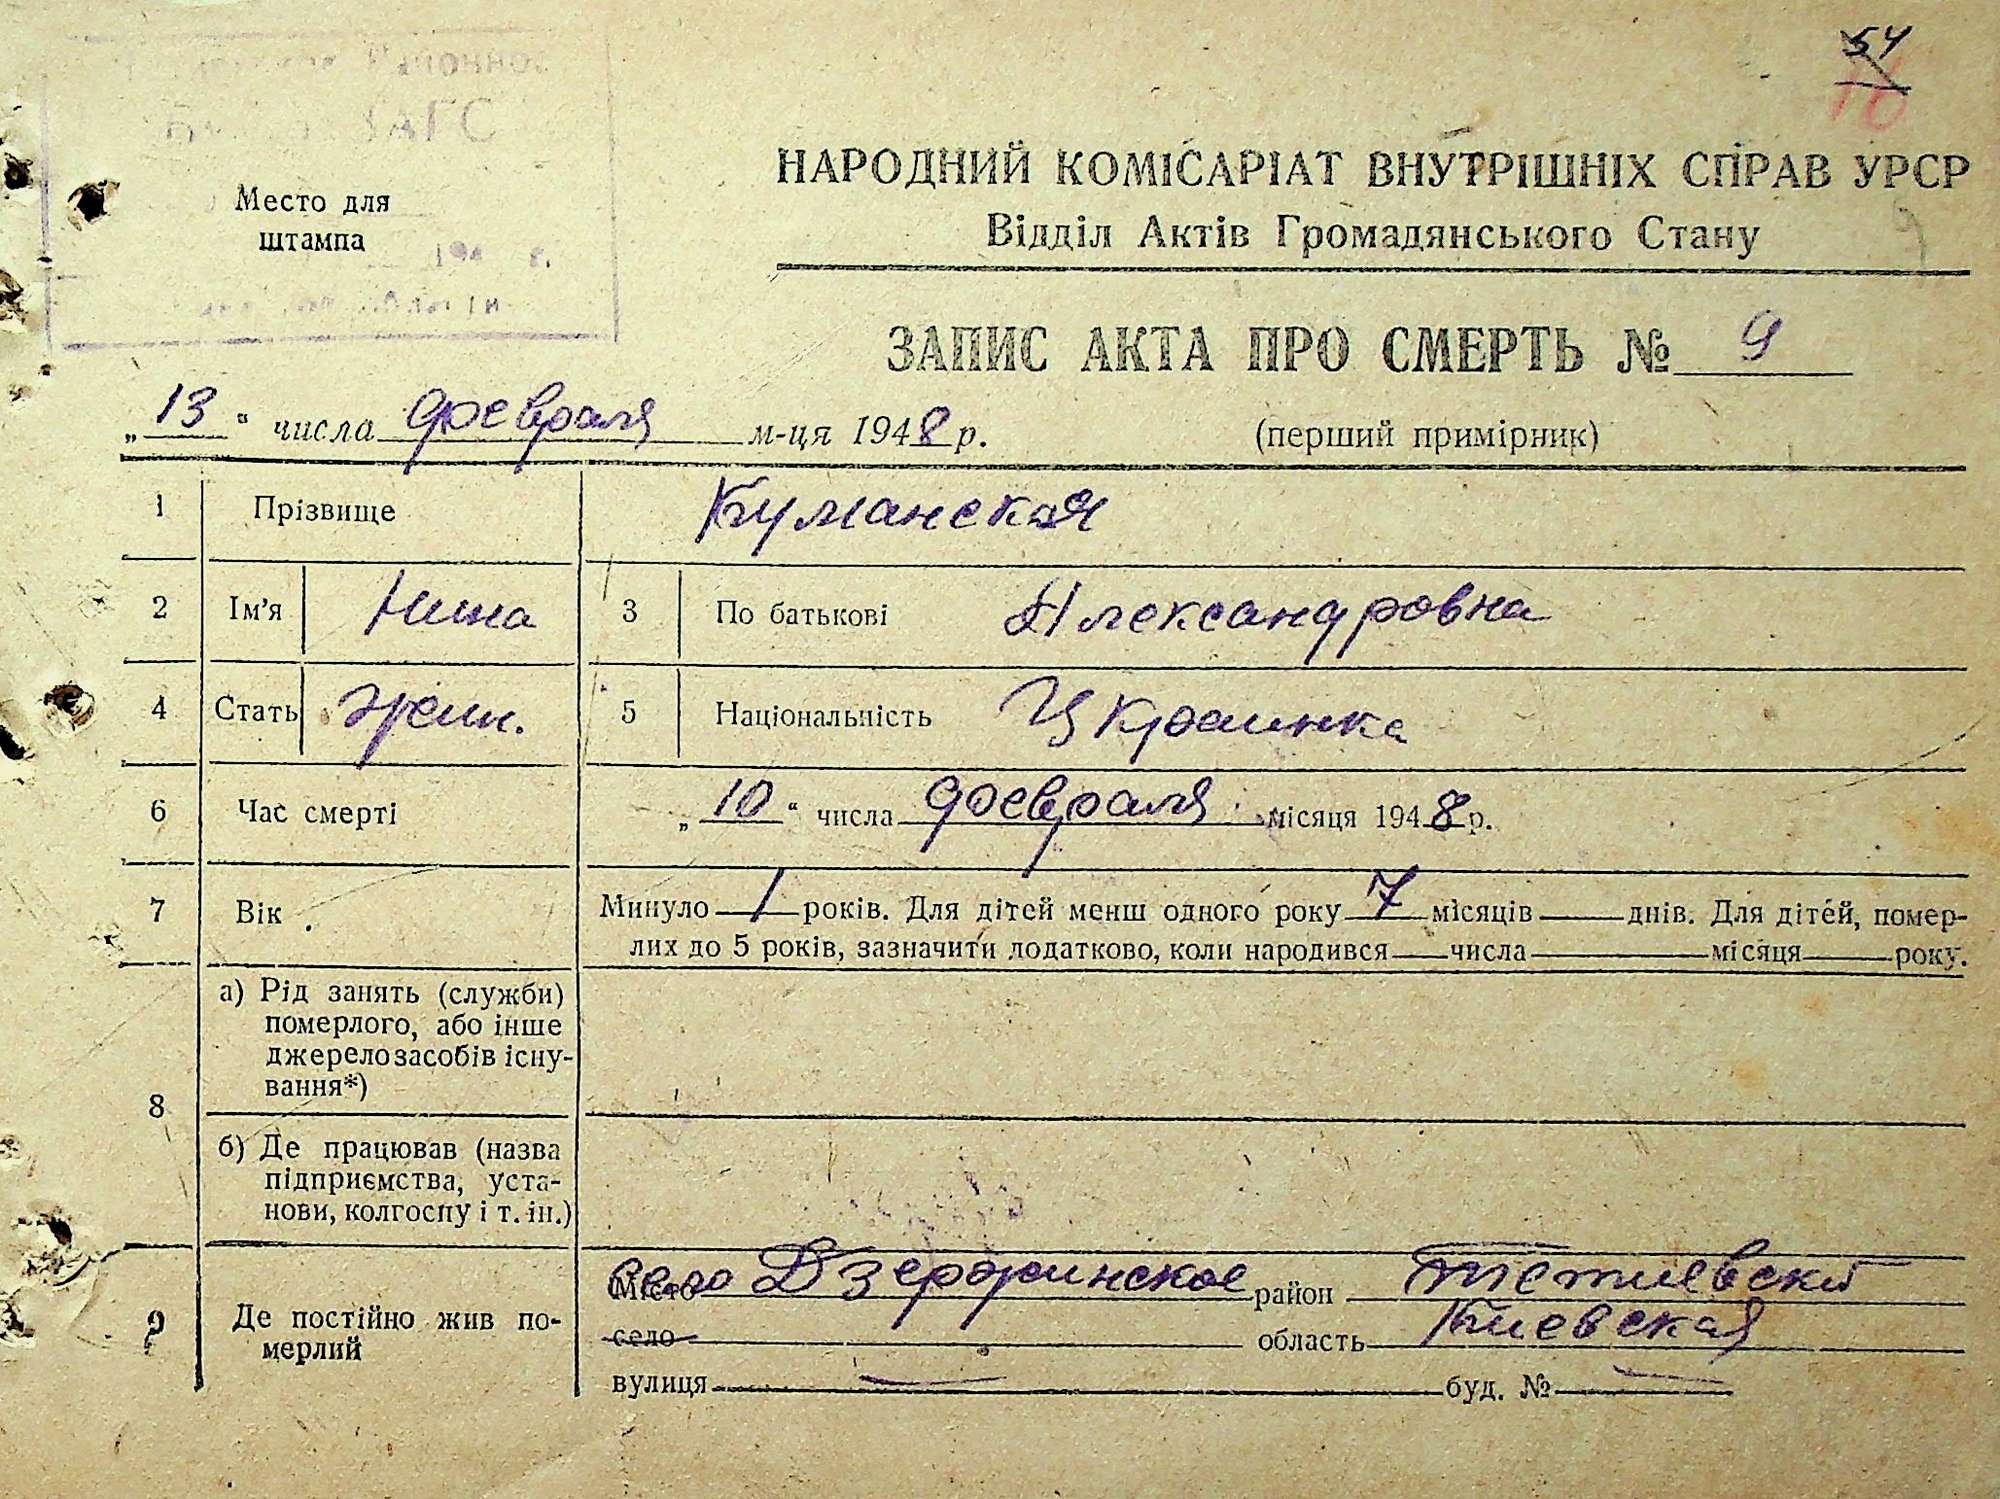 54
16
ЗАГС
Место для
штампа
194 г.
НАРОДНИЙ КОМІСАРІАТ ВНУТРІШНІХ СПРАВ УРСР
Відділ Актів Громадянського Стану
ЗАПИС АКТА ПРО СМЕРТЬ № 9
„13“ числа февраля м-ця 1948 р. (перший примірник)
1 Прізвище Куманская
2 Ім'я Нина 3 По батькові Александровна
4 Стать жен. 5 Національність Украинка
6 Час смерті „10“ числа февраля місяця 1948 р.
7 Вік Минуло 1 років. Для дітей менш одного року 7 місяців днів. Для дітей, помер-
лих до 5 років, зазначити додатково, коли народився числа місяця року.
8 а) Рід занять (служби)
померлого, або інше
джерело засобів існу-
вання*)
б) Де працював (назва
підприємства, уста-
нови, колгоспу і т. ін.)
9 Де постійно жив по-
мерлий
Місто село Дзержинское район Тетиевский
село область Киевская
вулиця буд. №